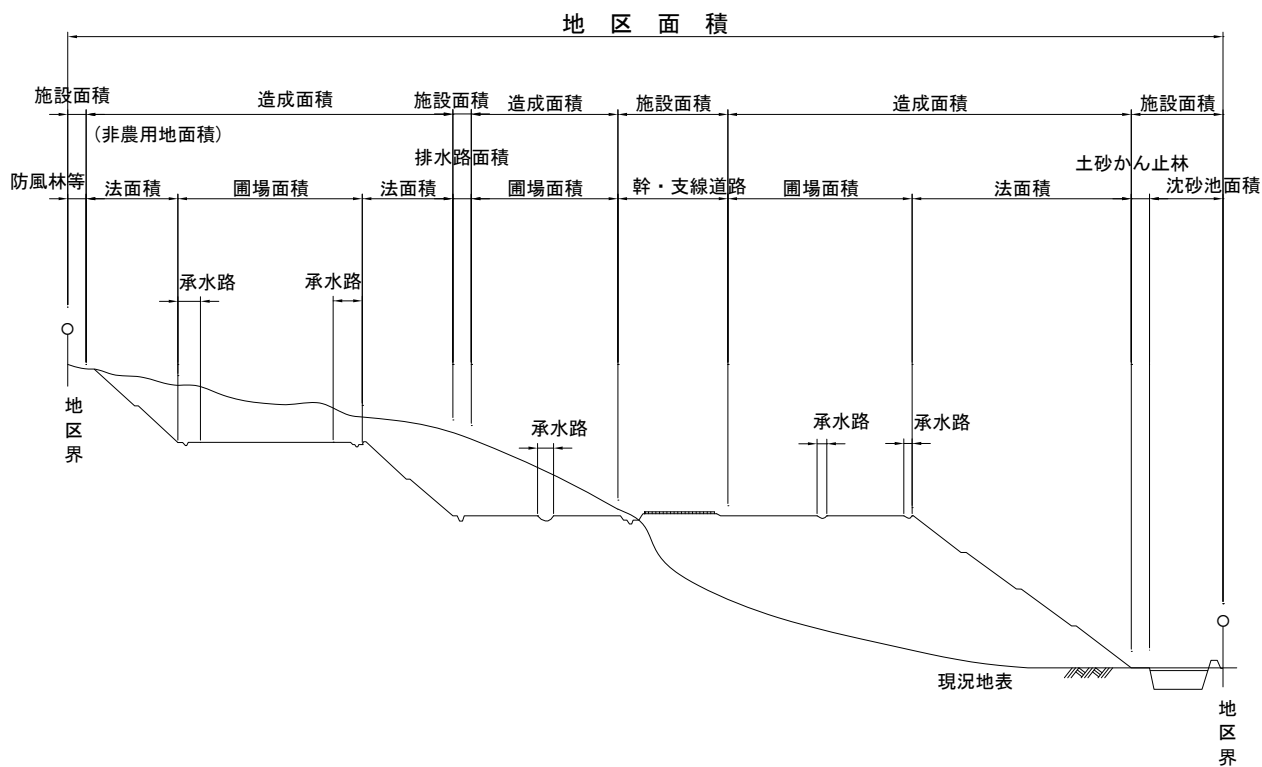 地区面積
施設面積
造成面積
施設面積
造成面積
施設面積
造成面積
施設面積
(非農用地面積)
排水路面積
土砂かん止林
防風林等
法面積
圃場面積
法面積
圃場面積
幹・支線道路
圃場面積
法面積
沈砂池面積
承水路
承水路
地区界
承水路
承水路
承水路
現況地表
地区界